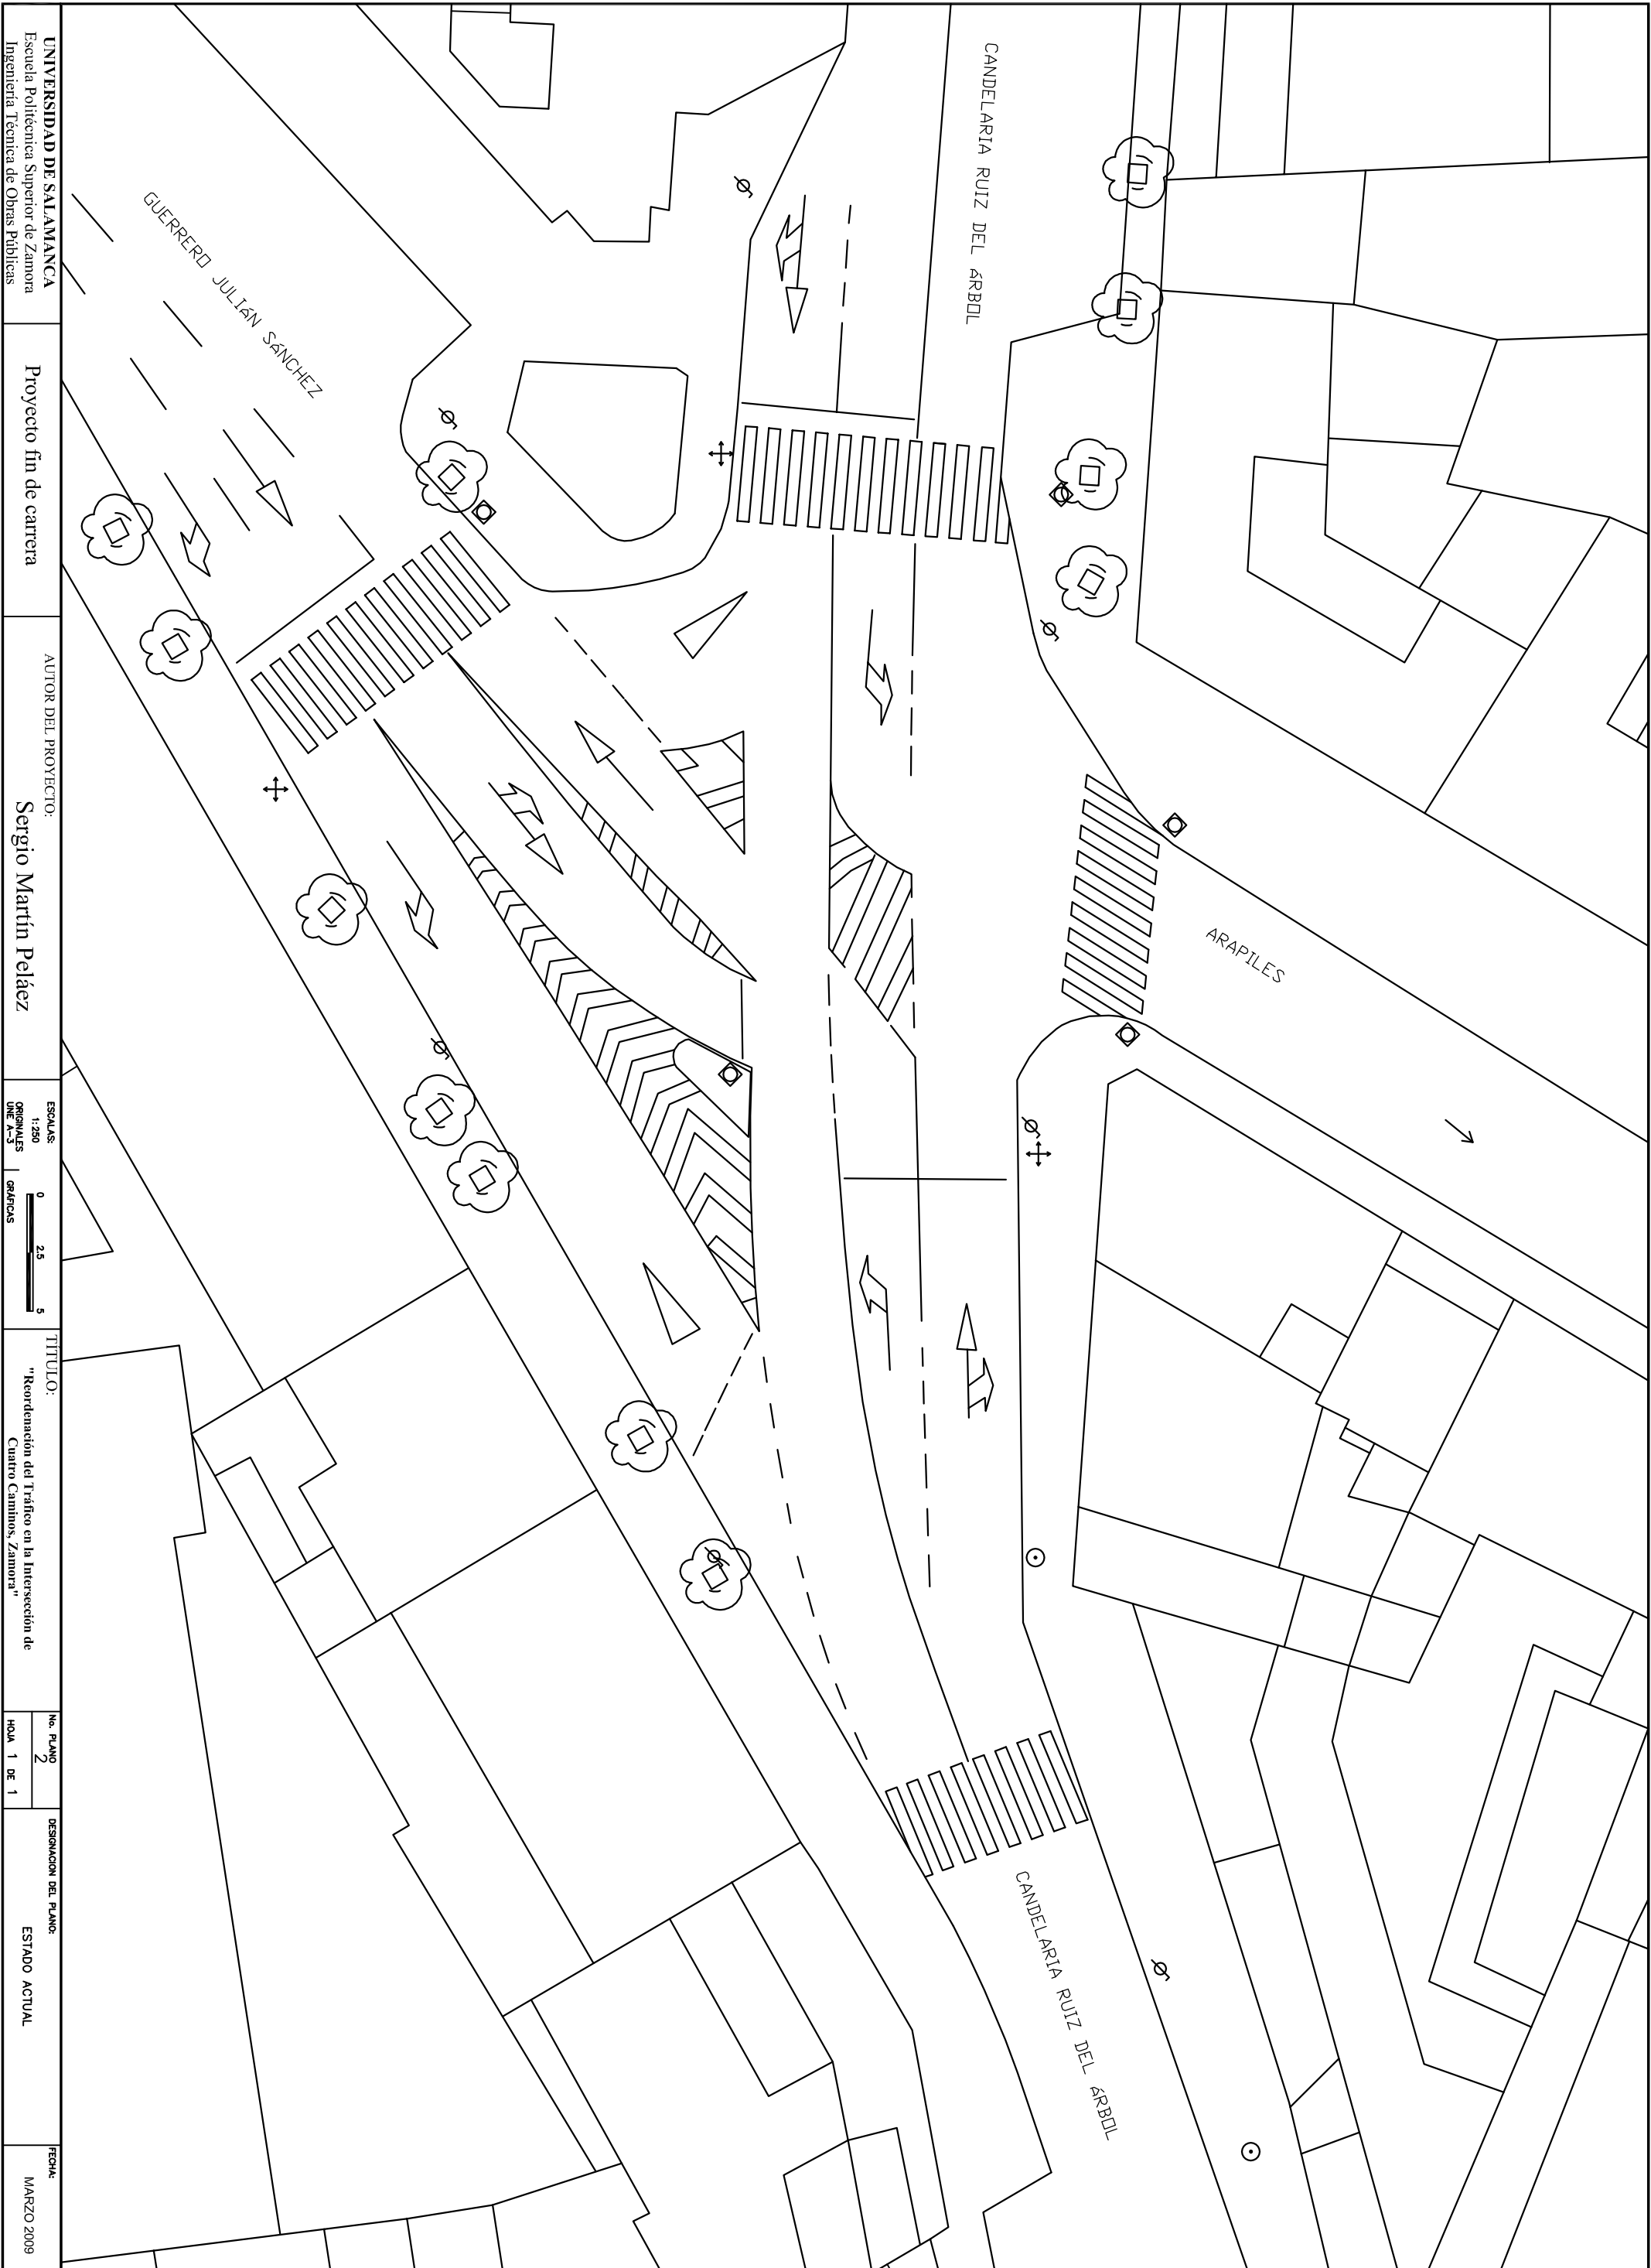 CANDELARIA RUIZ DEL ÁRBOL
GUERRERO JULIÁN SÁNCHEZ
ARAPILES
CANDELARIA RUIZ DEL ÁRBOL
UNIVERSIDAD DE SALAMANCA
Escuela Politécnica Superior de Zamora
Ingeniería Técnica de Obras Públicas
Proyecto fin de carrera
AUTOR DEL PROYECTO:
Sergio Martín Peláez
ESCALAS:
1:250
ORIGINALES
UNE A-3
0 2.5 5
GRÁFICAS
TÍTULO:
"Reordenación del Tráfico en la Intersección de
Cuatro Caminos, Zamora"
No. PLANO
2
HOJA 1 DE 1
DESIGNACION DEL PLANO:
ESTADO ACTUAL
FECHA:
MARZO 2009